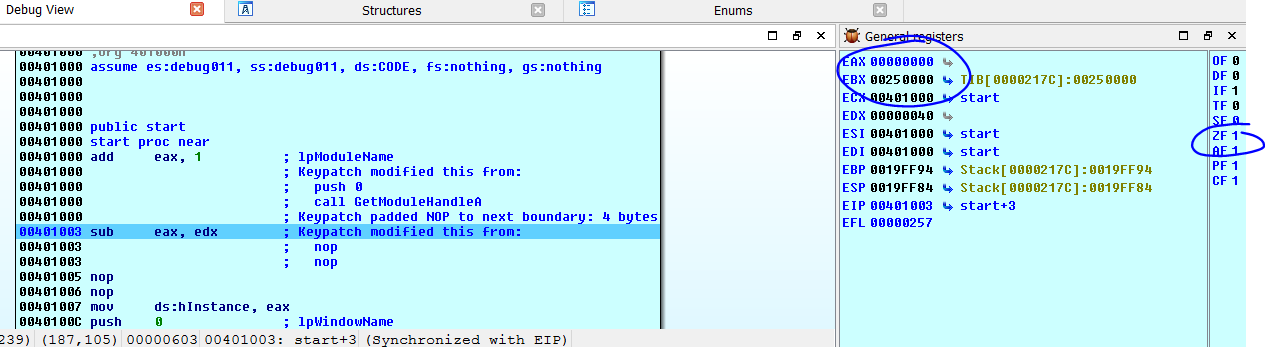 Debug View
Structures
Enums
00401000 ;org 401000h
00401000 assume es:debug011, ss:debug011, ds:CODE, fs:nothing, gs:nothing
00401000
00401000
00401000
00401000 public start
00401000 start proc near
00401000 add eax, 1 ; lpModuleName
00401000 ; Keypatch modified this from:
00401000 ; push 0
00401000 ; call GetModuleHandleA
00401000 ; Keypatch padded NOP to next boundary: 4 bytes
00401003 sub eax, edx ; Keypatch modified this from:
00401003 ; nop
00401003 ; nop
00401005 nop
00401006 nop
00401007 mov ds:hInstance, eax
0040100C push 0 ; lpWindowName
239) (187,105) 00000603 00401003: start+3 (Synchronized with EIP)
General registers
EAX 00000000
EBX 00250000 TIB[0000217C]:00250000
ECX 00401000 start
EDX 00000040
ESI 00401000 start
EDI 00401000 start
EBP 0019FF94 Stack[0000217C]:0019FF94
ESP 0019FF84 Stack[0000217C]:0019FF84
EIP 00401003 start+3
EFL 00000257
OF 0
DF 0
IF 1
TF 0
SF 0
ZF 1
AF 1
PF 1
CF 1